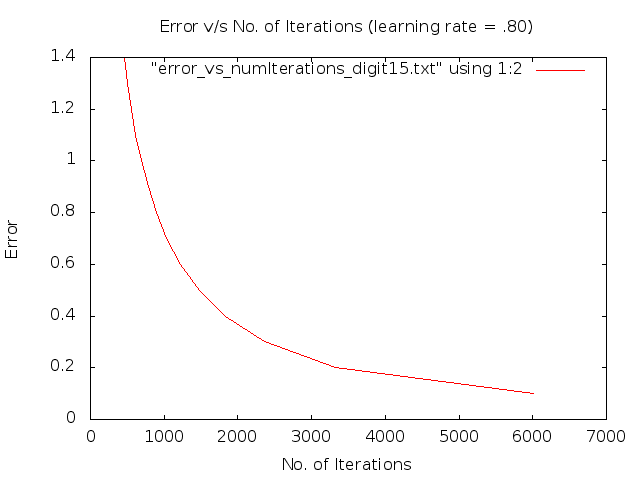 Error v/s No. of Iterations (learning rate = .80)
"error_vs_numIterations_digit15.txt" using 1:2
1.4
1.2
1
0.8
0.6
0.4
0.2
0
Error
0 1000 2000 3000 4000 5000 6000 7000
No. of Iterations